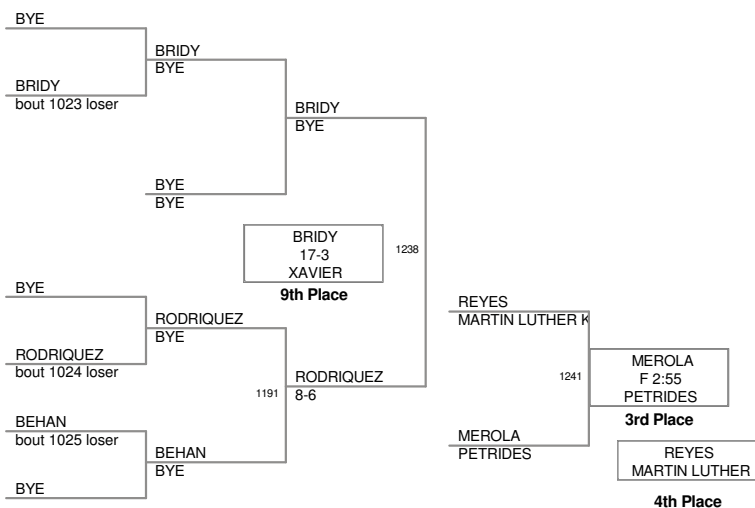 BYE
BRIDY
BYE
BRIDY
bout 1023 loser
BRIDY
BYE
BYE
BYE
BRIDY
17-3
XAVIER
9th Place
1238
BYE
RODRIQUEZ
BYE
RODRIQUEZ
bout 1024 loser
1191
RODRIQUEZ
8-6
BEHAN
bout 1025 loser
BEHAN
BYE
BYE
REYES
MARTIN LUTHER K
1241
MEROLA
F 2:55
PETRIDES
3rd Place
MEROLA
PETRIDES
REYES
MARTIN LUTHER
4th Place